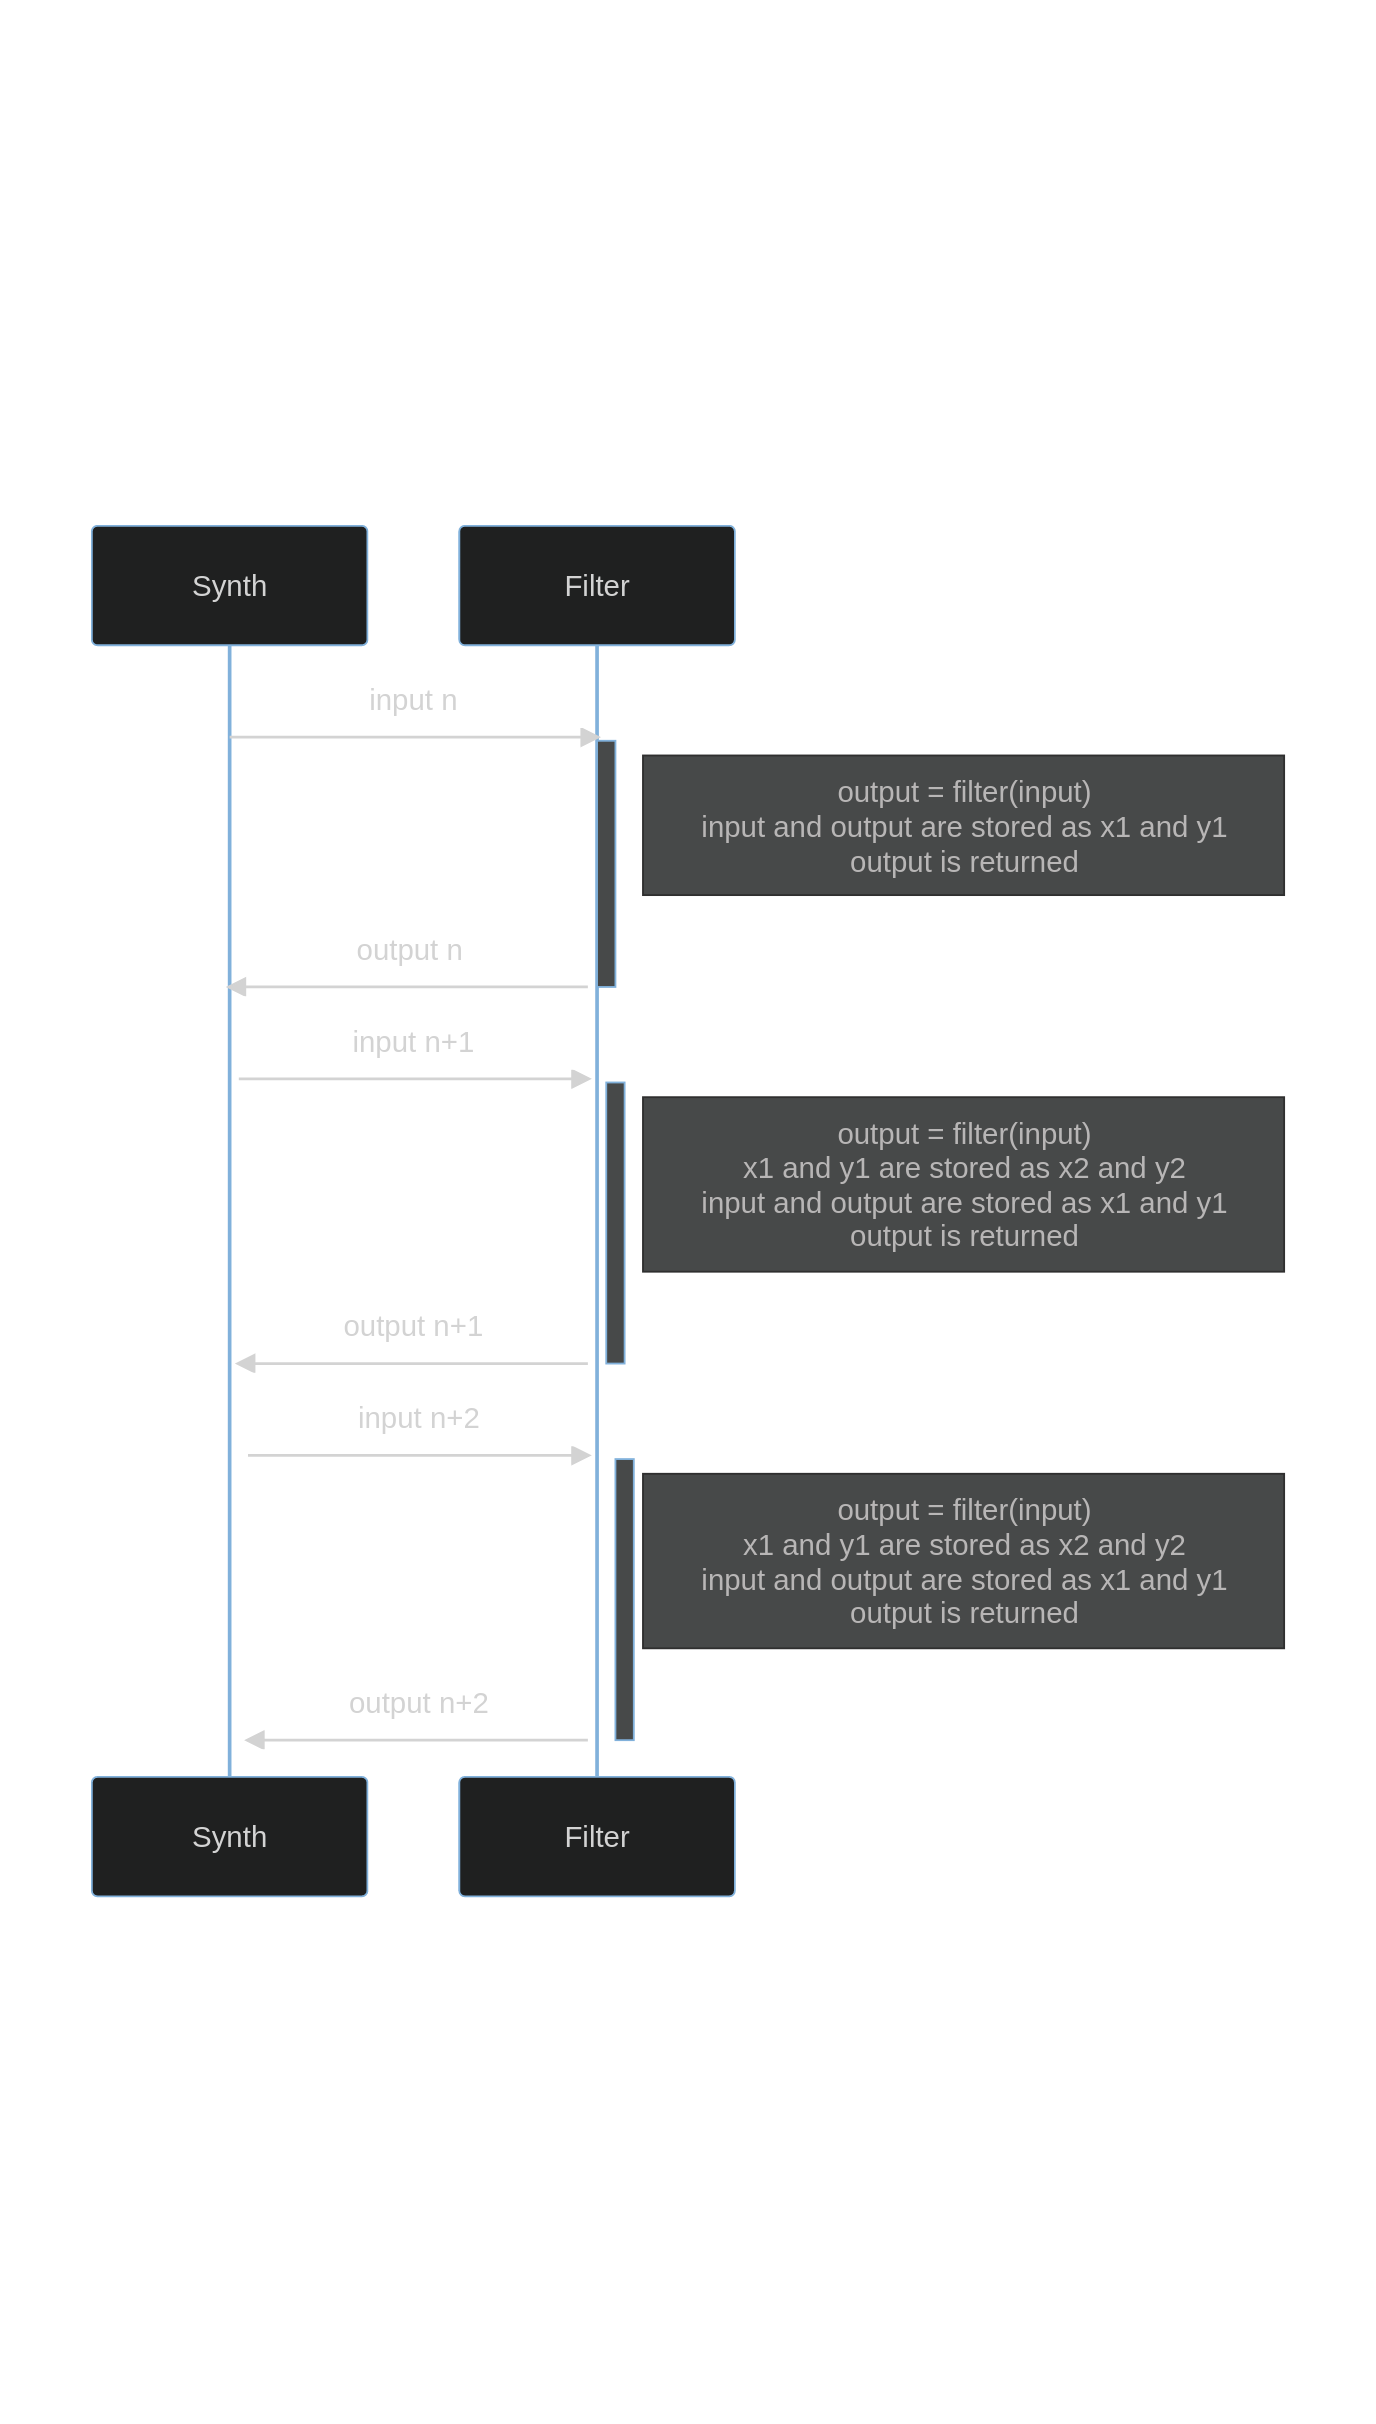 Synth
Filter
input n
output = filter(input)
input and output are stored as x1 and y1
output is returned
output n
input n+1
output = filter(input)
x1 and y1 are stored as x2 and y2
input and output are stored as x1 and y1
output is returned
output n+1
input n+2
output = filter(input)
x1 and y1 are stored as x2 and y2
input and output are stored as x1 and y1
output is returned
output n+2
Synth
Filter